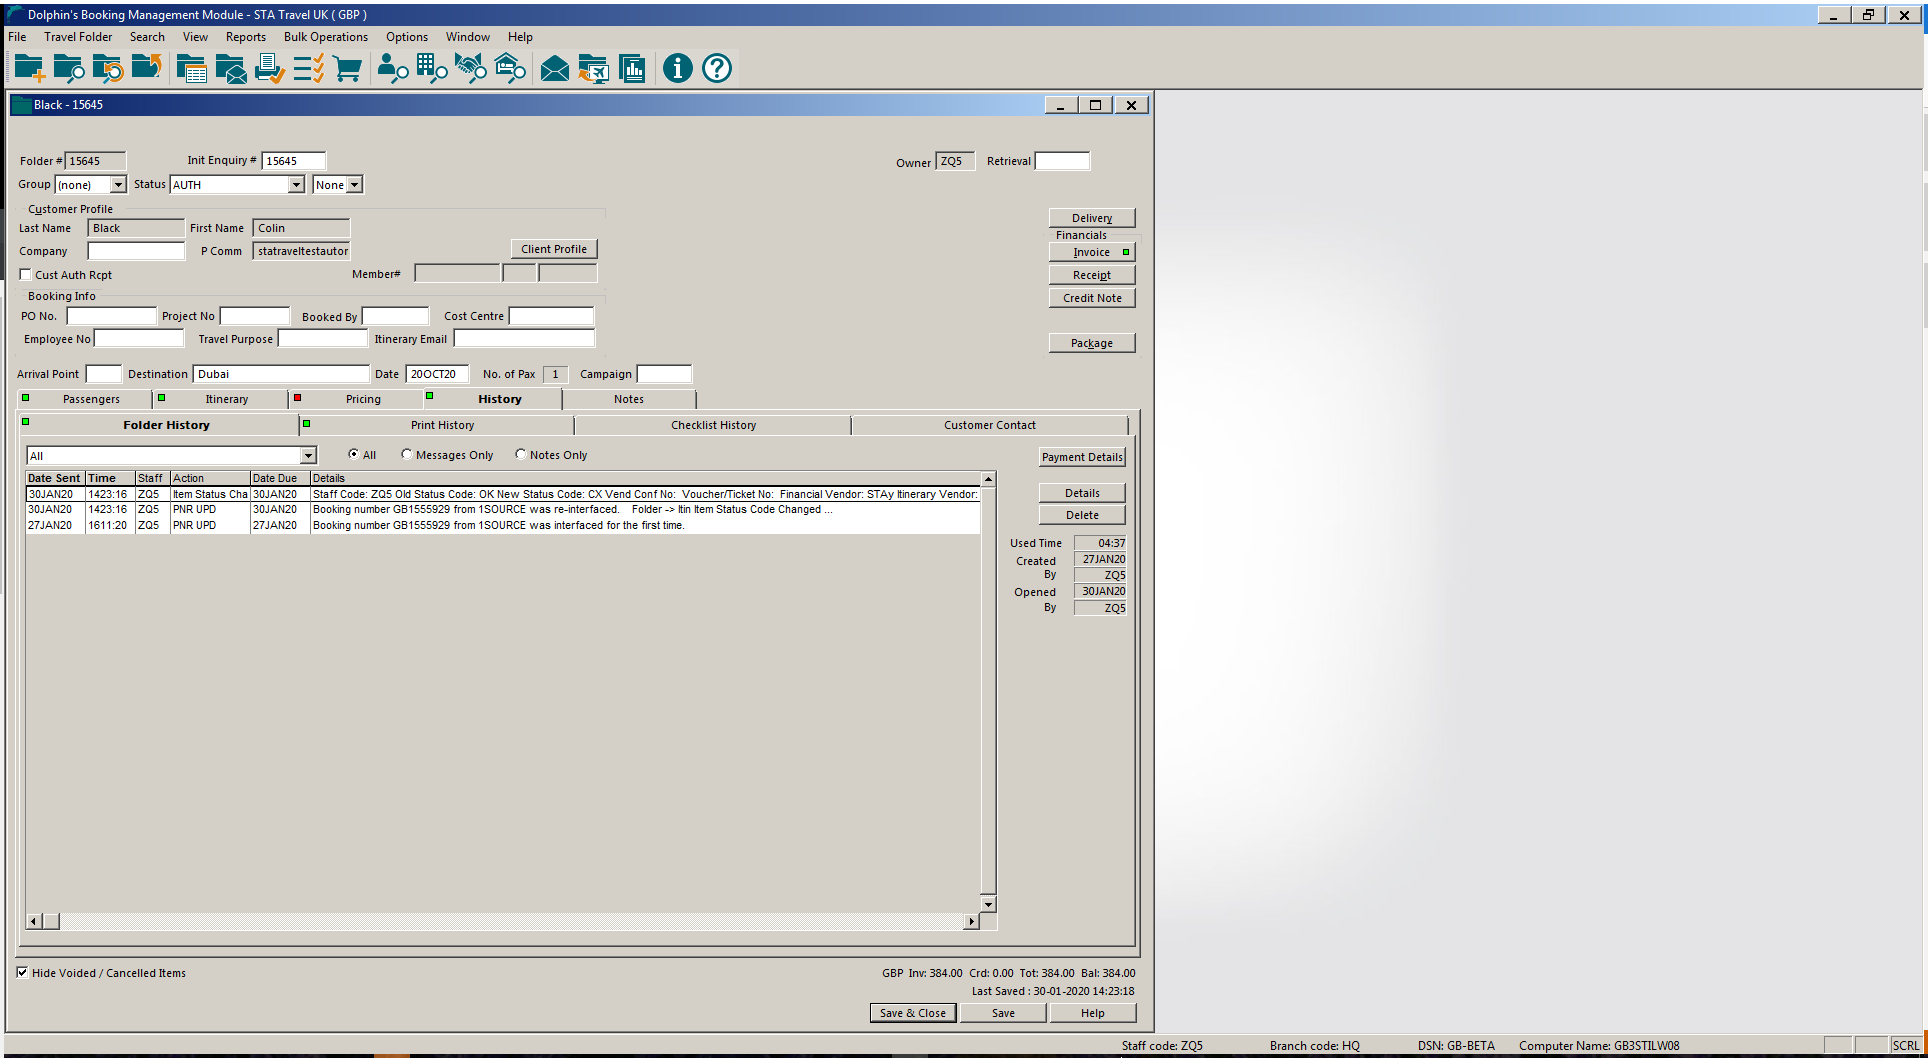 Dolphin's Booking Management Module - STA Travel UK ( GBP )
File Travel Folder Search View Reports Bulk Operations Options Window Help
Black - 15645
Folder # 15645 Init Enquiry # 15645 Owner ZQ5 Retrieval
Group (none) Status AUTH None
Customer Profile
Last Name Black First Name Colin
Company P Comm statraveltestautor Client Profile
Cust Auth Rcpt Member#
Delivery
Financials
Invoice
Receipt
Credit Note
Package
Booking Info
PO No. Project No Booked By Cost Centre
Employee No Travel Purpose Itinerary Email
Arrival Point Destination Dubai Date 20OCT20 No. of Pax 1 Campaign
Passengers Itinerary Pricing History Notes
Folder History Print History Checklist History Customer Contact
All All Messages Only Notes Only Payment Details
Date Sent Time Staff Action Date Due Details
30JAN20 1423:16 ZQ5 Item Status Cha 30JAN20 Staff Code: ZQ5 Old Status Code: OK New Status Code: CX Vend Conf No: Voucher/Ticket No: Financial Vendor: STAy Itinerary Vendor:
30JAN20 1423:16 ZQ5 PNR UPD 30JAN20 Booking number GB1555929 from 1SOURCE was re-interfaced. Folder -> Itin Item Status Code Changed ...
27JAN20 1611:20 ZQ5 PNR UPD 27JAN20 Booking number GB1555929 from 1SOURCE was interfaced for the first time.
Details
Delete
Used Time 04:37
Created 27JAN20
By ZQ5
Opened 30JAN20
By ZQ5
Hide Voided / Cancelled Items GBP Inv: 384.00 Crd: 0.00 Tot: 384.00 Bal: 384.00
Last Saved : 30-01-2020 14:23:18
Save & Close Save Help
Staff code: ZQ5 Branch code: HQ DSN: GB-BETA Computer Name: GB3STILW08 SCRL